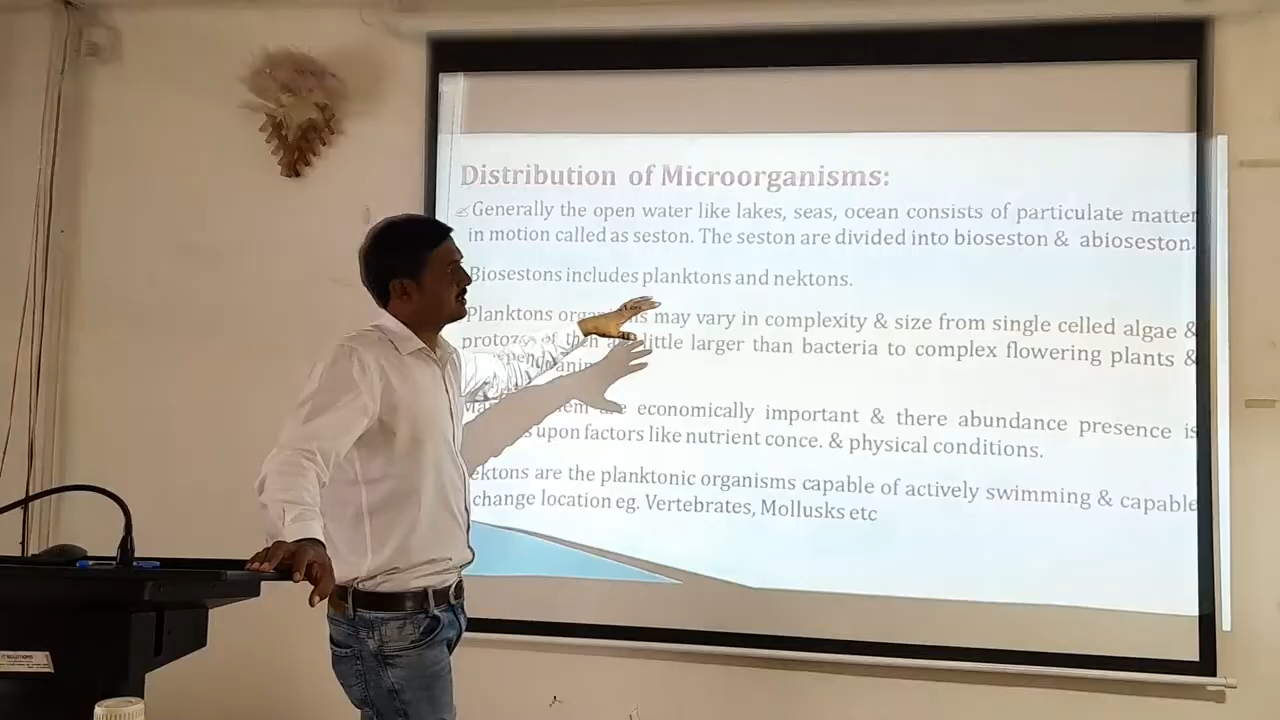 Distribution of Microorganisms:
Generally the open water like lakes, seas, ocean consists of particulate matter
in motion called as seston. The seston are divided into bioseston & abioseston.
Biosestons includes planktons and nektons.
Planktons may vary in complexity & size from single celled algae &
little larger than bacteria to complex flowering plants &
economically important & there abundance presence is
upon factors like nutrient conce. & physical conditions.
are the planktonic organisms capable of actively swimming & capable
change location eg. Vertebrates, Mollusks etc